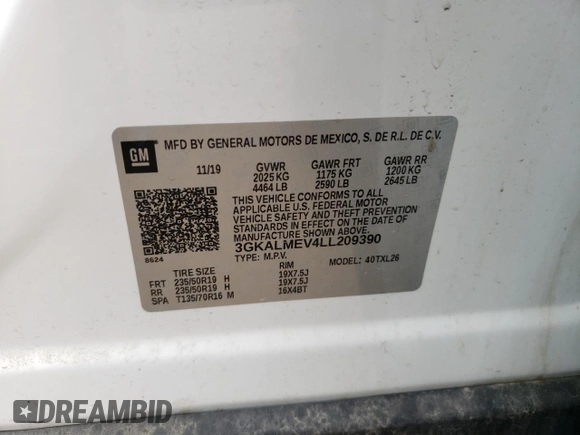 GM
MFD BY GENERAL MOTORS DE MEXICO, S. DE R.L. DE C.V.
11/19 GVWR GAWR FRT GAWR RR
2025 KG 1175 KG 1200 KG
4464 LB 2590 LB 2645 LB
THIS VEHICLE CONFORMS TO ALL
APPLICABLE U.S. FEDERAL MOTOR
VEHICLE SAFETY AND THEFT
PREVENTION STANDARDS IN EFFECT
ON THE DATE OF MANUFACTURE
SHOWN ABOVE.
3GKALMEV4LL209390
8624 TYPE: M.P.V. MODEL: 40TXL26
TIRE SIZE RIM
FRT 235/50R19 H 19X7.5J
RR 235/50R19 H 19X7.5J
SPA T135/70R16 M 16X4BT
DREAMBID